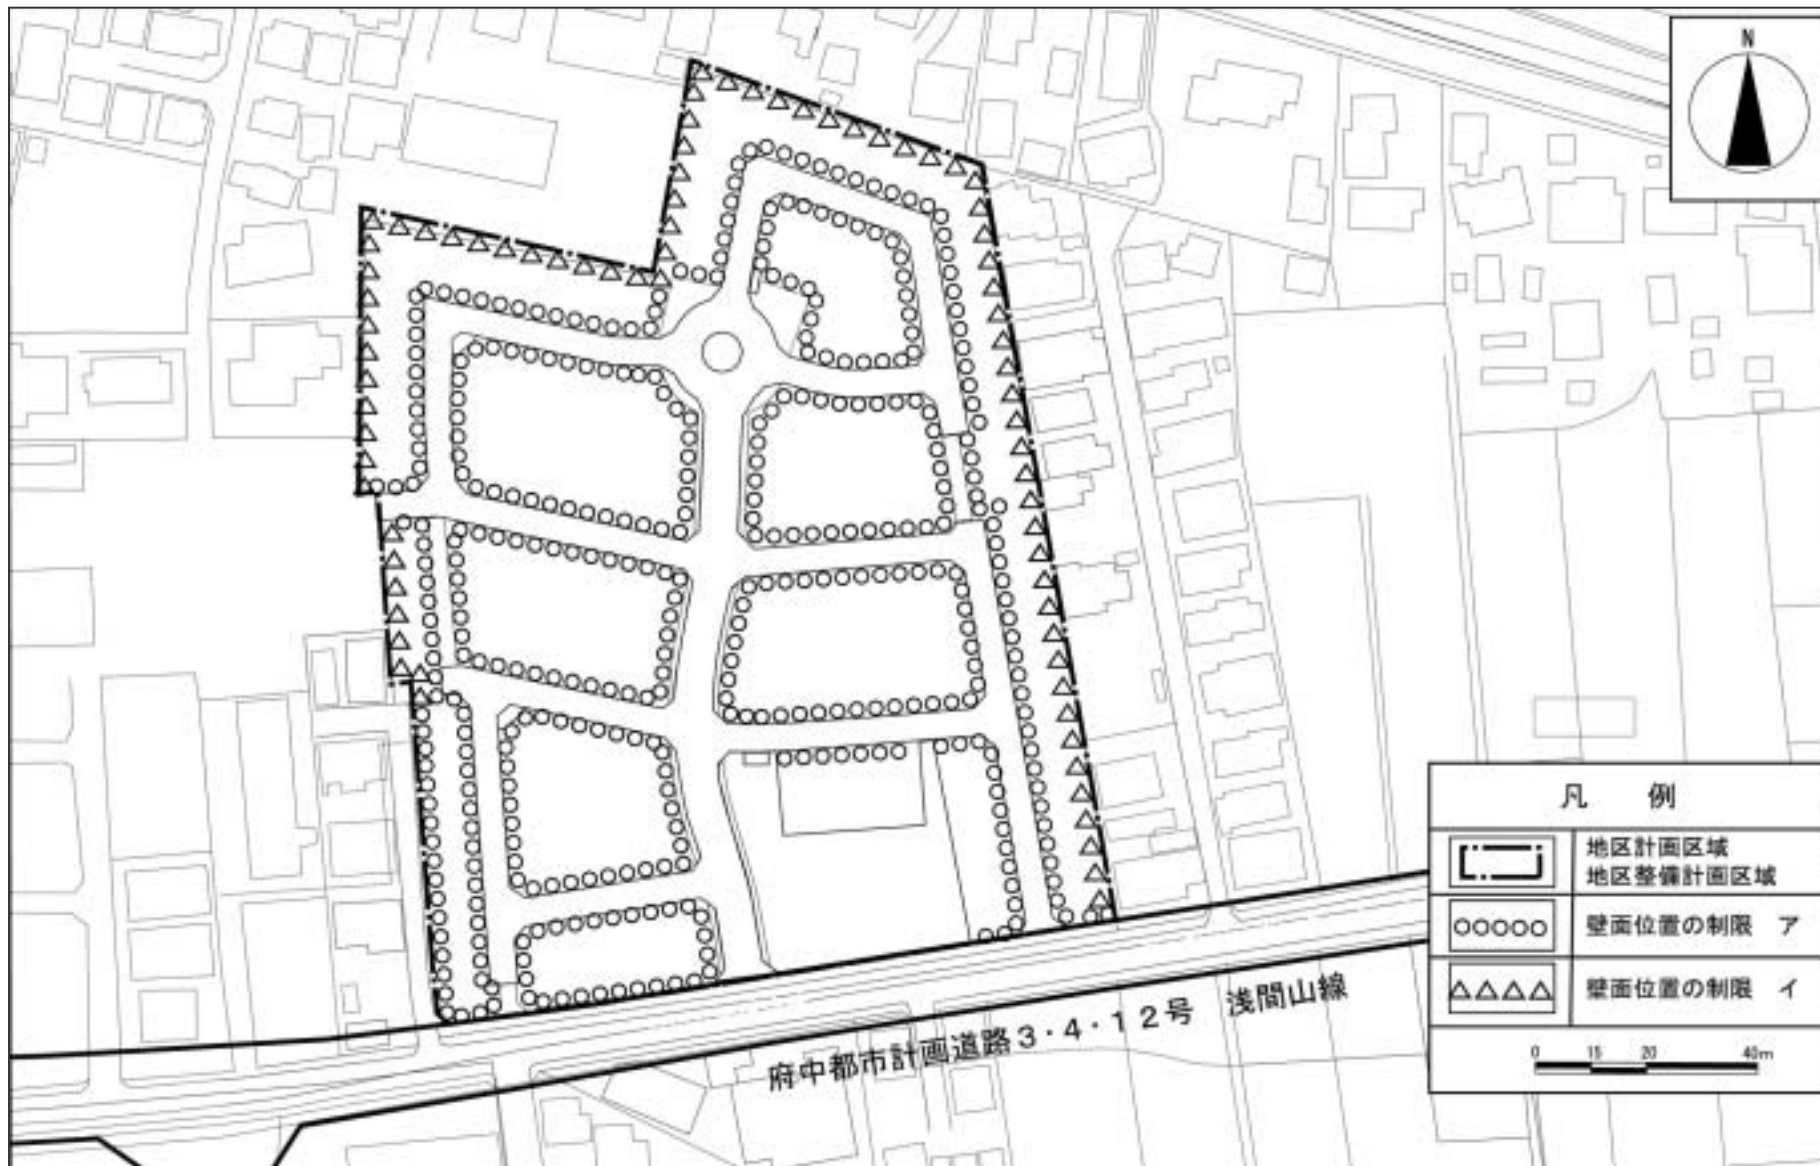 N
凡 例
地区計画区域
地区整備計画区域
壁面位置の制限 ア
壁面位置の制限 イ
0 15 20 40m
府中都市計画道路3・4・12号 浅間山線